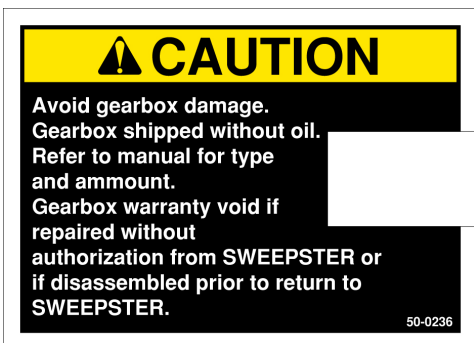 CAUTION
Avoid gearbox damage.
Gearbox shipped without oil.
Refer to manual for type
and ammount.
Gearbox warranty void if
repaired without
authorization from SWEEPSTER or
if disassembled prior to return to
SWEEPSTER.
50-0236